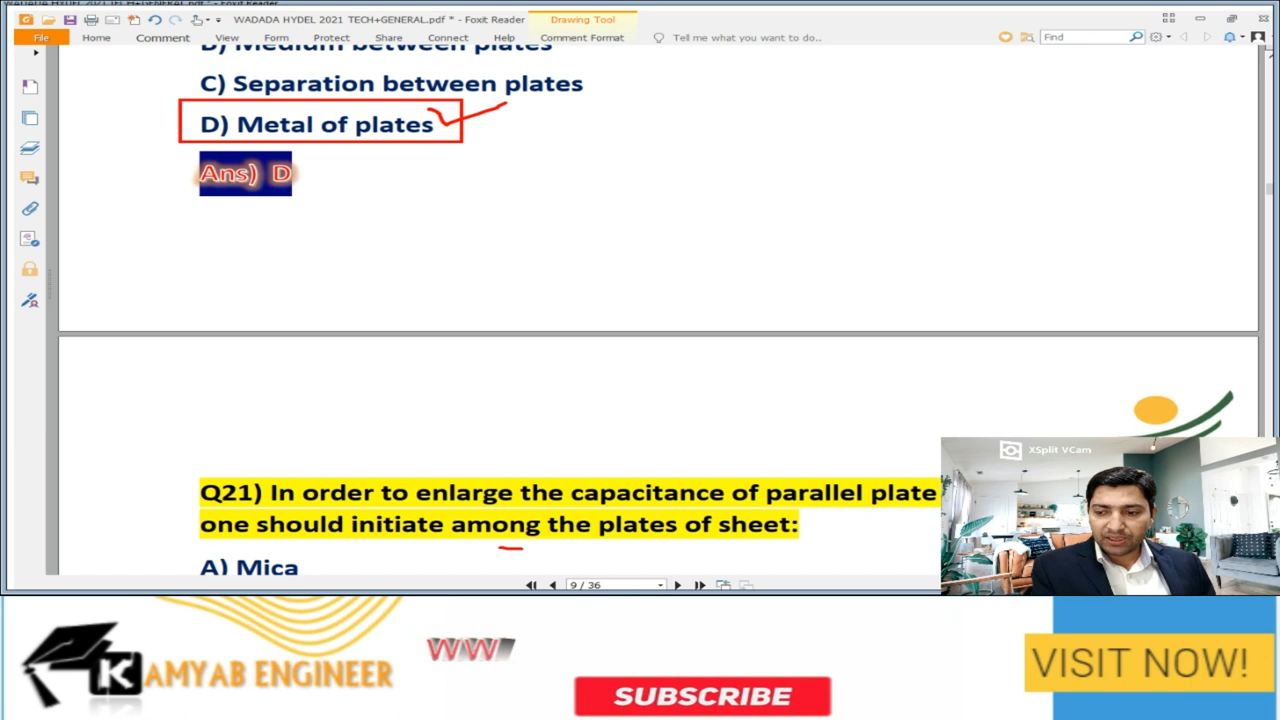 WADADA HYDEL 2021 TECH+GENERAL.pdf * - Foxit Reader
Drawing Tool
File Home Comment View Form Protect Share Connect Help Comment Format Tell me what you want to do.. Find
C) Separation between plates
D) Metal of plates
Ans) D
XSplit VCam
Q21) In order to enlarge the capacitance of parallel plate
one should initiate among the plates of sheet:
A) Mica
9 / 36
K
AMYAB ENGINEER
WW
SUBSCRIBE
VISIT NOW!